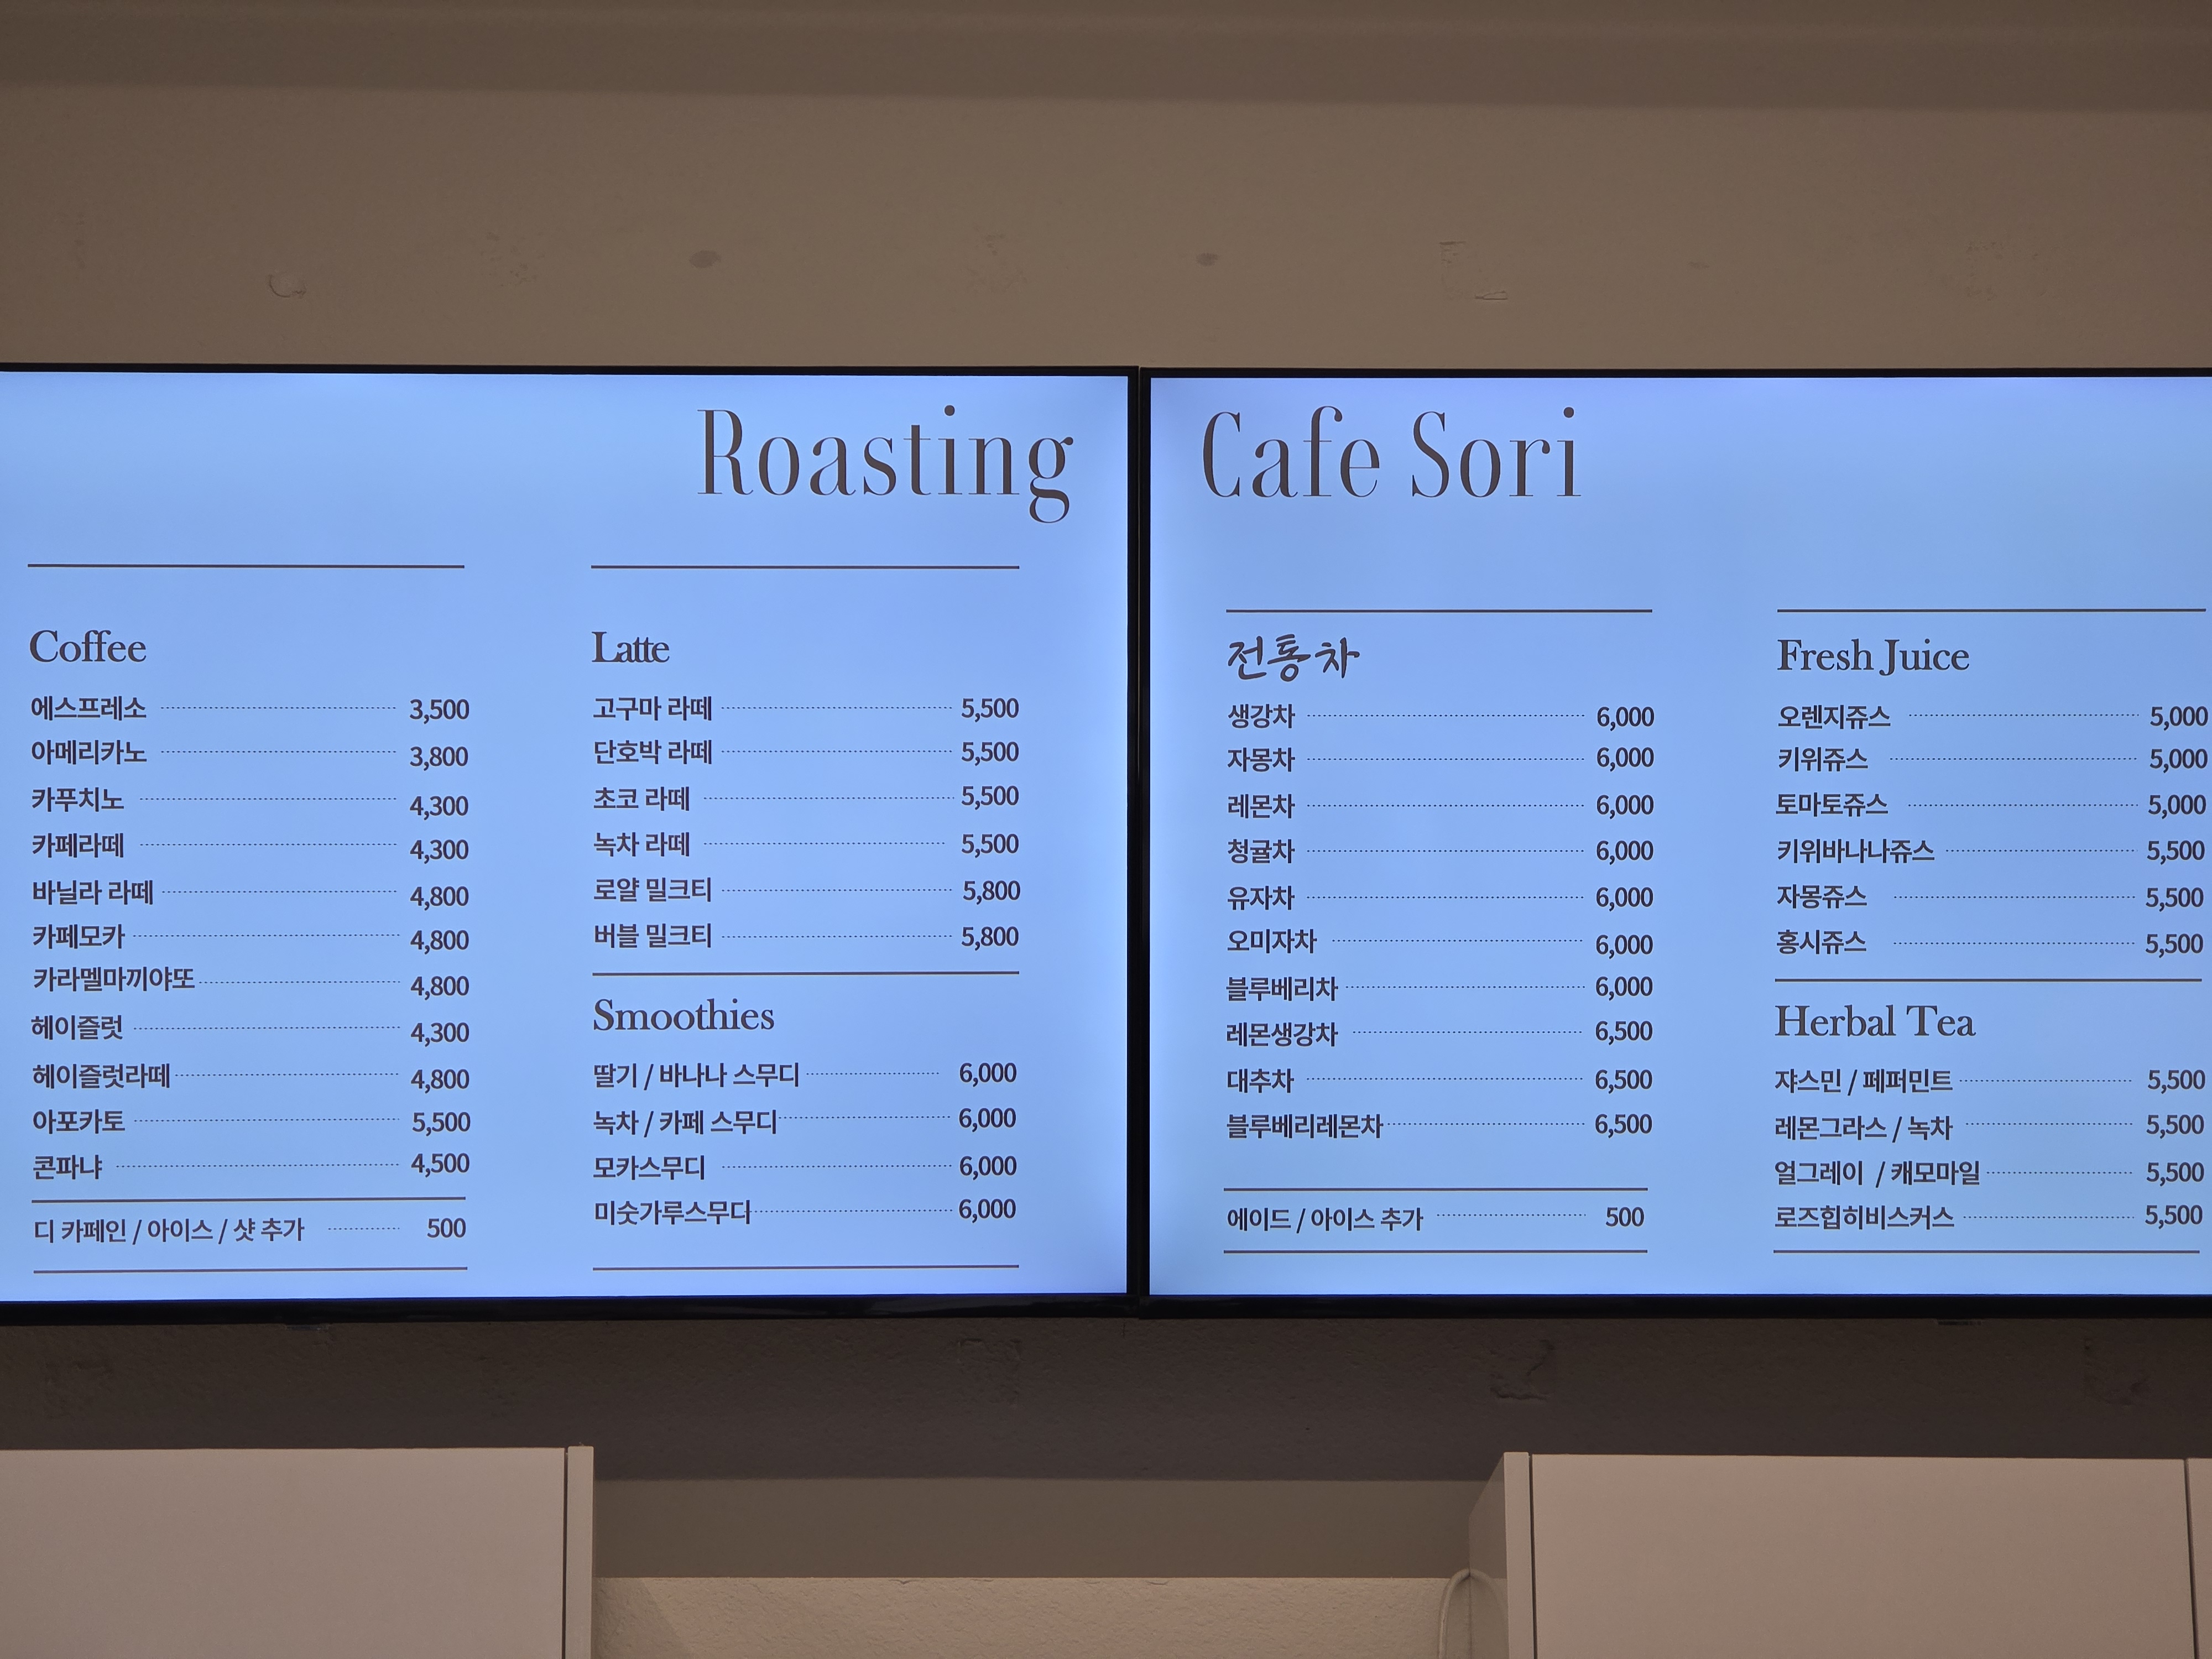 Roasting Cafe Sori
Coffee
에스프레소 3,500
아메리카노 3,800
카푸치노 4,300
카페라떼 4,300
바닐라 라떼 4,800
카페모카 4,800
카라멜마끼야또 4,800
헤이즐럿 4,300
헤이즐럿라떼 4,800
아포카토 5,500
콘파냐 4,500
디 카페인 / 아이스 / 샷 추가 500
Latte
고구마 라떼 5,500
단호박 라떼 5,500
초코 라떼 5,500
녹차 라떼 5,500
로얄 밀크티 5,800
버블 밀크티 5,800
Smoothies
딸기 / 바나나 스무디 6,000
녹차 / 카페 스무디 6,000
모카스무디 6,000
미숫가루스무디 6,000
전통차
생강차 6,000
자몽차 6,000
레몬차 6,000
청귤차 6,000
유자차 6,000
오미자차 6,000
블루베리차 6,000
레몬생강차 6,500
대추차 6,500
블루베리레몬차 6,500
에이드 / 아이스 추가 500
Fresh Juice
오렌지쥬스 5,000
키위쥬스 5,000
토마토쥬스 5,000
키위바나나쥬스 5,500
자몽쥬스 5,500
홍시쥬스 5,500
Herbal Tea
쟈스민 / 페퍼민트 5,500
레몬그라스 / 녹차 5,500
얼그레이 / 캐모마일 5,500
로즈힙히비스커스 5,500